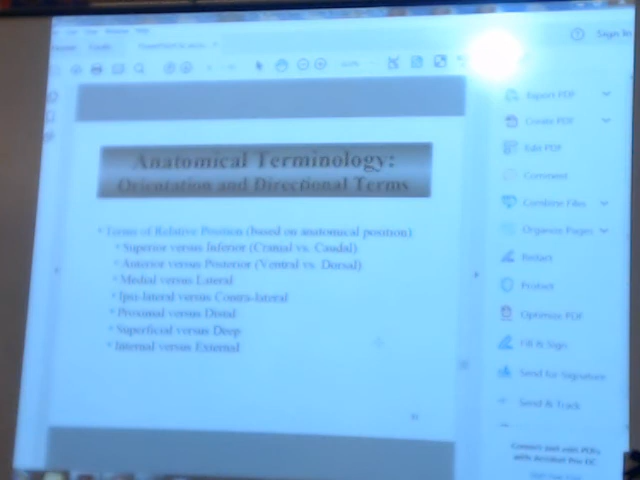 Sign In
Export PDF
Create PDF
Edit PDF
Comment
Combine Files
Organize Pages
Redact
Protect
Optimize PDF
Fill & Sign
Send for Signature
Send & Track
Anatomical Terminology:
Orientation and Directional Terms
Terms of Relative Position (based on anatomical position)
Superior versus Inferior (Cranial vs. Caudal)
Anterior versus Posterior (Ventral vs. Dorsal)
Medial versus Lateral
Ipsi-lateral versus Contra-lateral
Proximal versus Distal
Superficial versus Deep
Internal versus External